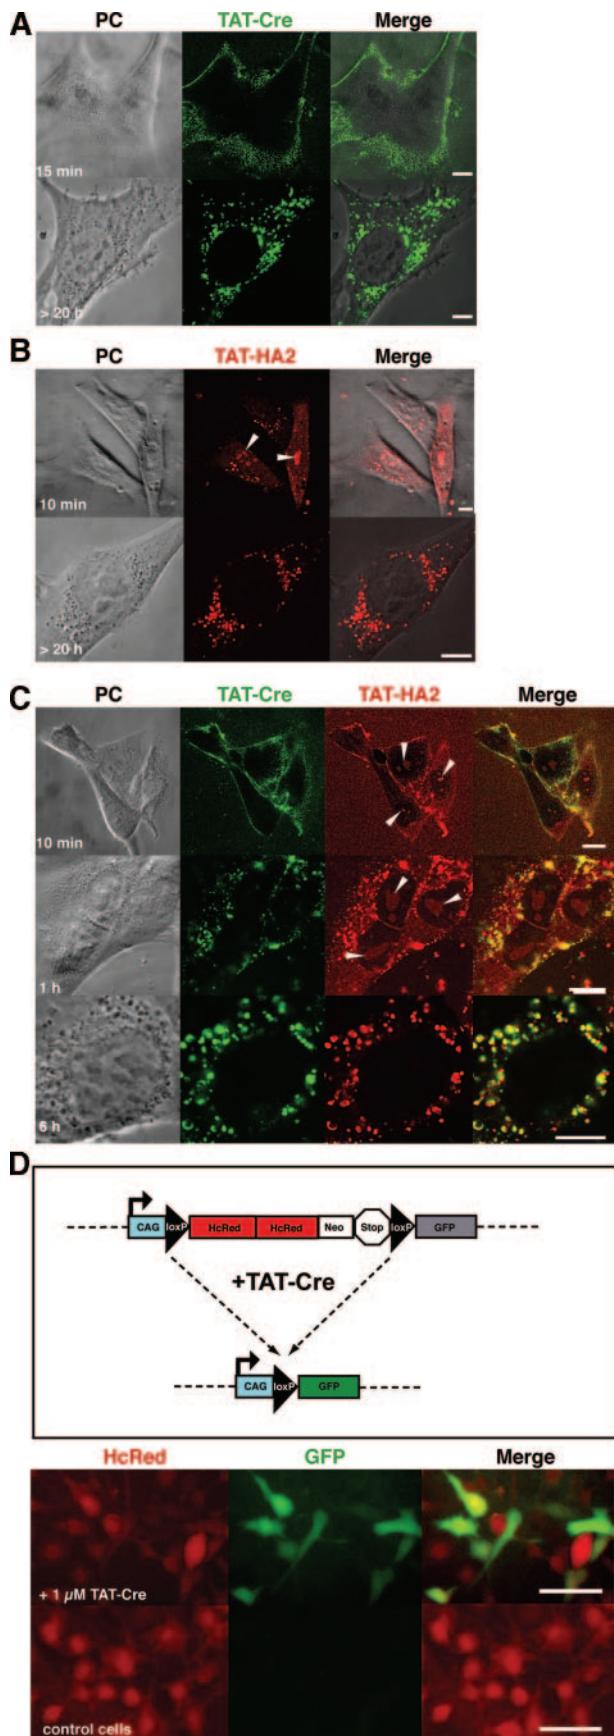 A
PC TAT-Cre Merge
15 min
> 20 h
B
PC TAT-HA2 Merge
10 min
> 20 h
C
PC TAT-Cre TAT-HA2 Merge
10 min
1 h
6 h
D
CAG loxP HcRed HcRed Neo Stop loxP GFP
+TAT-Cre
CAG loxP GFP
HcRed GFP Merge
+ 1 µM TAT-Cre
control cells